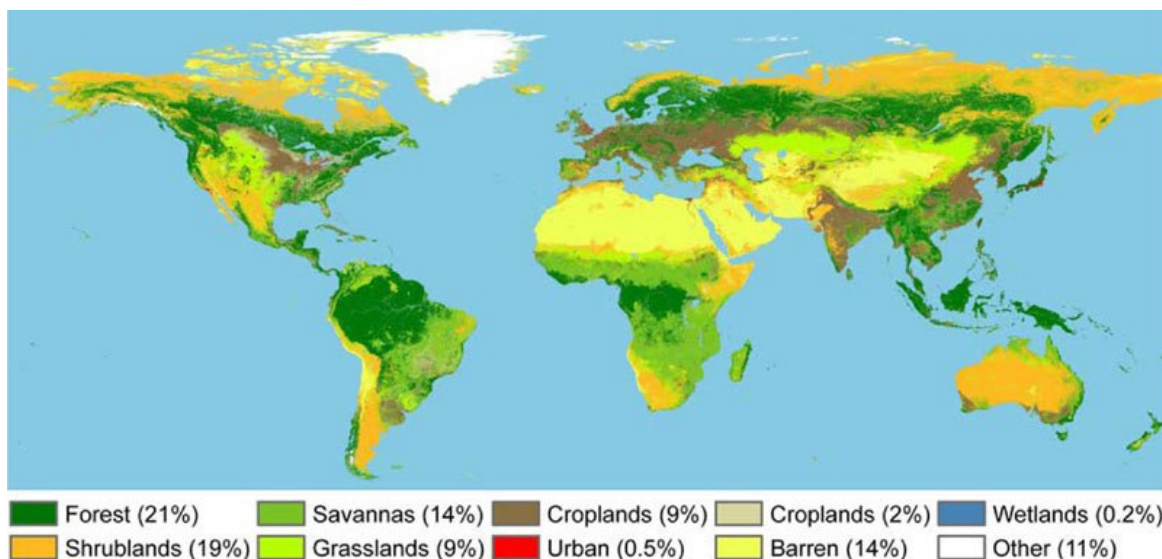 Forest (21%) Savannas (14%) Croplands (9%) Croplands (2%) Wetlands (0.2%)
Shrublands (19%) Grasslands (9%) Urban (0.5%) Barren (14%) Other (11%)